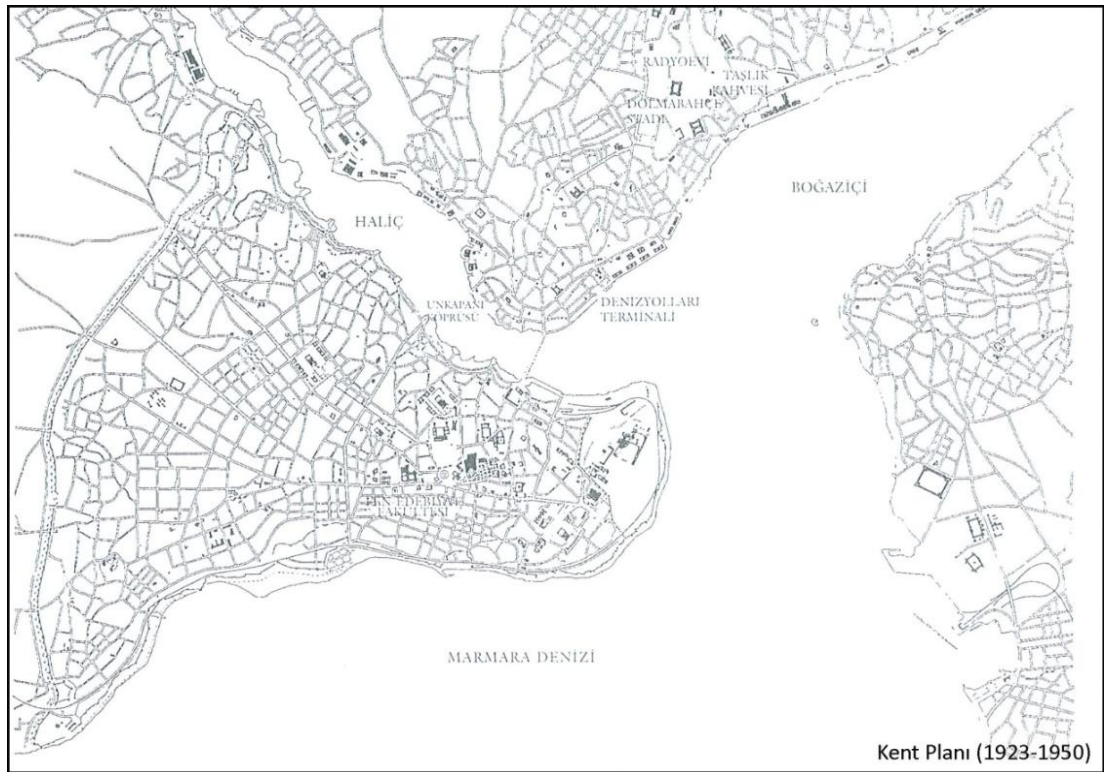 RADYOEVİ
TAŞLIK
KAHVESİ
DOLMABAHÇE
STADI
BOĞAZİÇİ
HALİÇ
UNKAPANI
KÖPRÜSÜ
DENİZYOLLARI
TERMİNALİ
FEN EDEBİYAT
FAKÜLTESİ
MARMARA DENİZİ
Kent Planı (1923-1950)